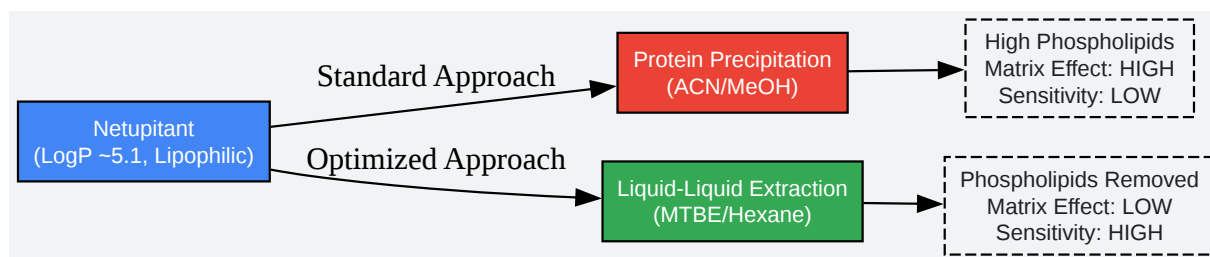 Netupitant
(LogP ~5.1, Lipophilic)
Standard Approach
Optimized Approach
Protein Precipitation
(ACN/MeOH)
High Phospholipids
Matrix Effect: HIGH
Sensitivity: LOW
Liquid-Liquid Extraction
(MTBE/Hexane)
Phospholipids Removed
Matrix Effect: LOW
Sensitivity: HIGH